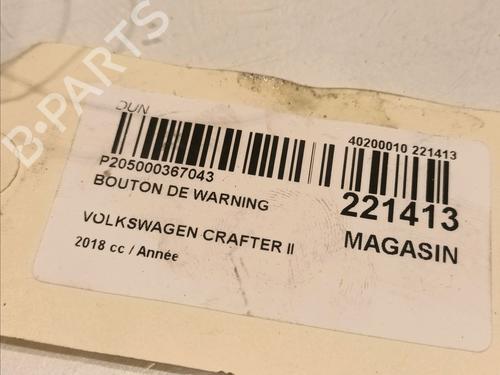 B-PARTS
DUN
40200010 221413
P205000367043
BOUTON DE WARNING
221413
VOLKSWAGEN CRAFTER II
MAGASIN
2018 cc / Année